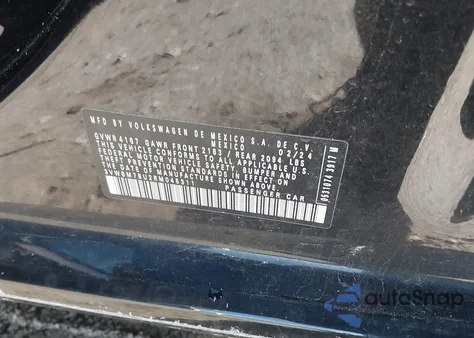 MFD BY VOLKSWAGEN DE MEXICO S.A. DE C.V.
MEXICO 02/24
GVWR 4167 GAWR FRONT 2183 / REAR 2094 LBS
THIS VEHICLE CONFORMS TO ALL APPLICABLE U.S.
FEDERAL MOTOR VEHICLE SAFETY, BUMPER AND
THEFT PREVENTION STANDARDS IN EFFECT ON
THE DATE OF MANUFACTURE SHOWN ABOVE.
PASSENGER CAR
3917 M
autoSnap